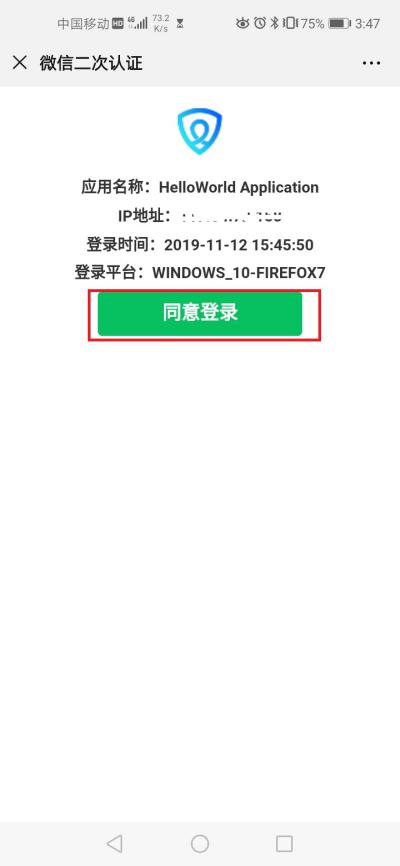 中国移动 HD 4G 73.2 K/s 75% 3:47
微信二次认证
应用名称：HelloWorld Application
IP地址：
登录时间：2019-11-12 15:45:50
登录平台：WINDOWS_10-FIREFOX7
同意登录